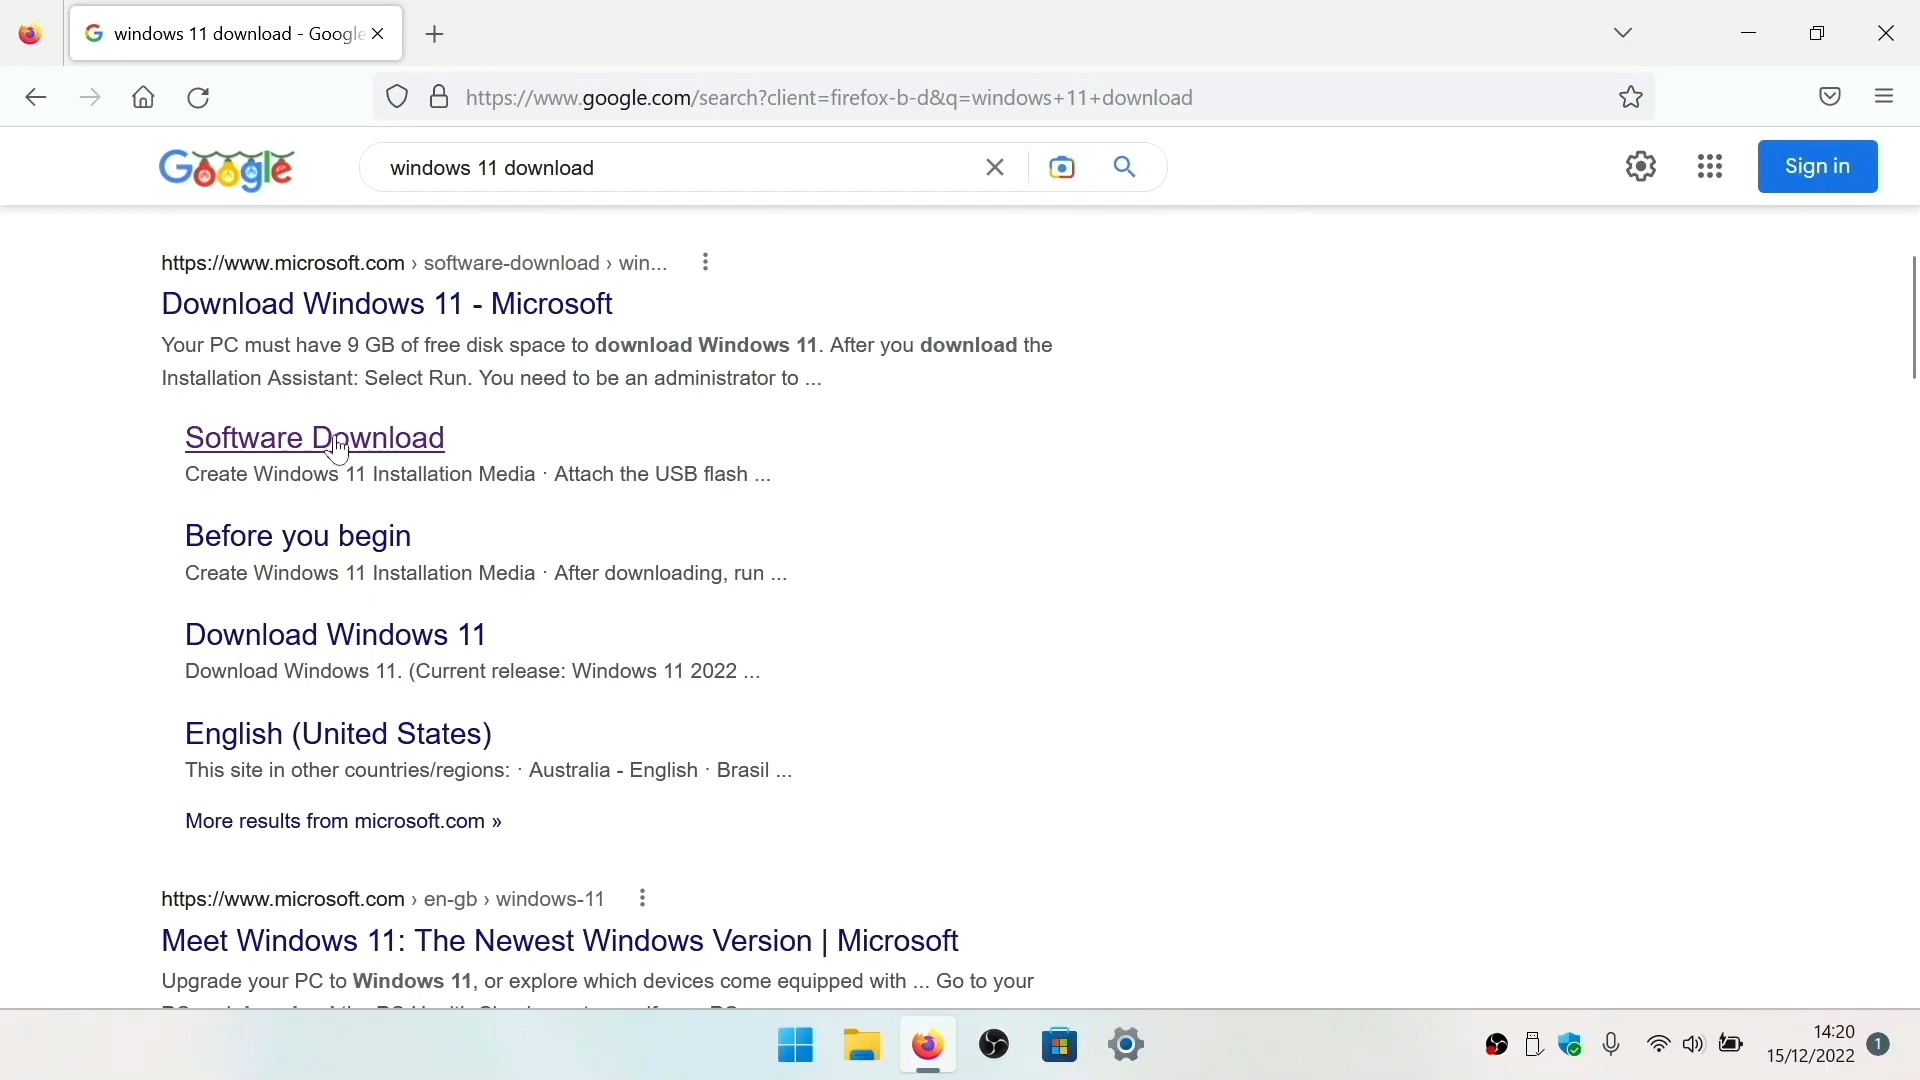 windows 11 download - Google
https://www.google.com/search?client=firefox-b-d&q=windows+11+download
Google
windows 11 download
Sign in
https://www.microsoft.com › software-download › win...
Download Windows 11 - Microsoft
Your PC must have 9 GB of free disk space to download Windows 11. After you download the
Installation Assistant: Select Run. You need to be an administrator to ...
Software Download
Create Windows 11 Installation Media · Attach the USB flash ...
Before you begin
Create Windows 11 Installation Media · After downloading, run ...
Download Windows 11
Download Windows 11. (Current release: Windows 11 2022 ...
English (United States)
This site in other countries/regions: · Australia - English · Brasil ...
More results from microsoft.com »
https://www.microsoft.com › en-gb › windows-11
Meet Windows 11: The Newest Windows Version | Microsoft
Upgrade your PC to Windows 11, or explore which devices come equipped with ... Go to your
14:20
15/12/2022
1